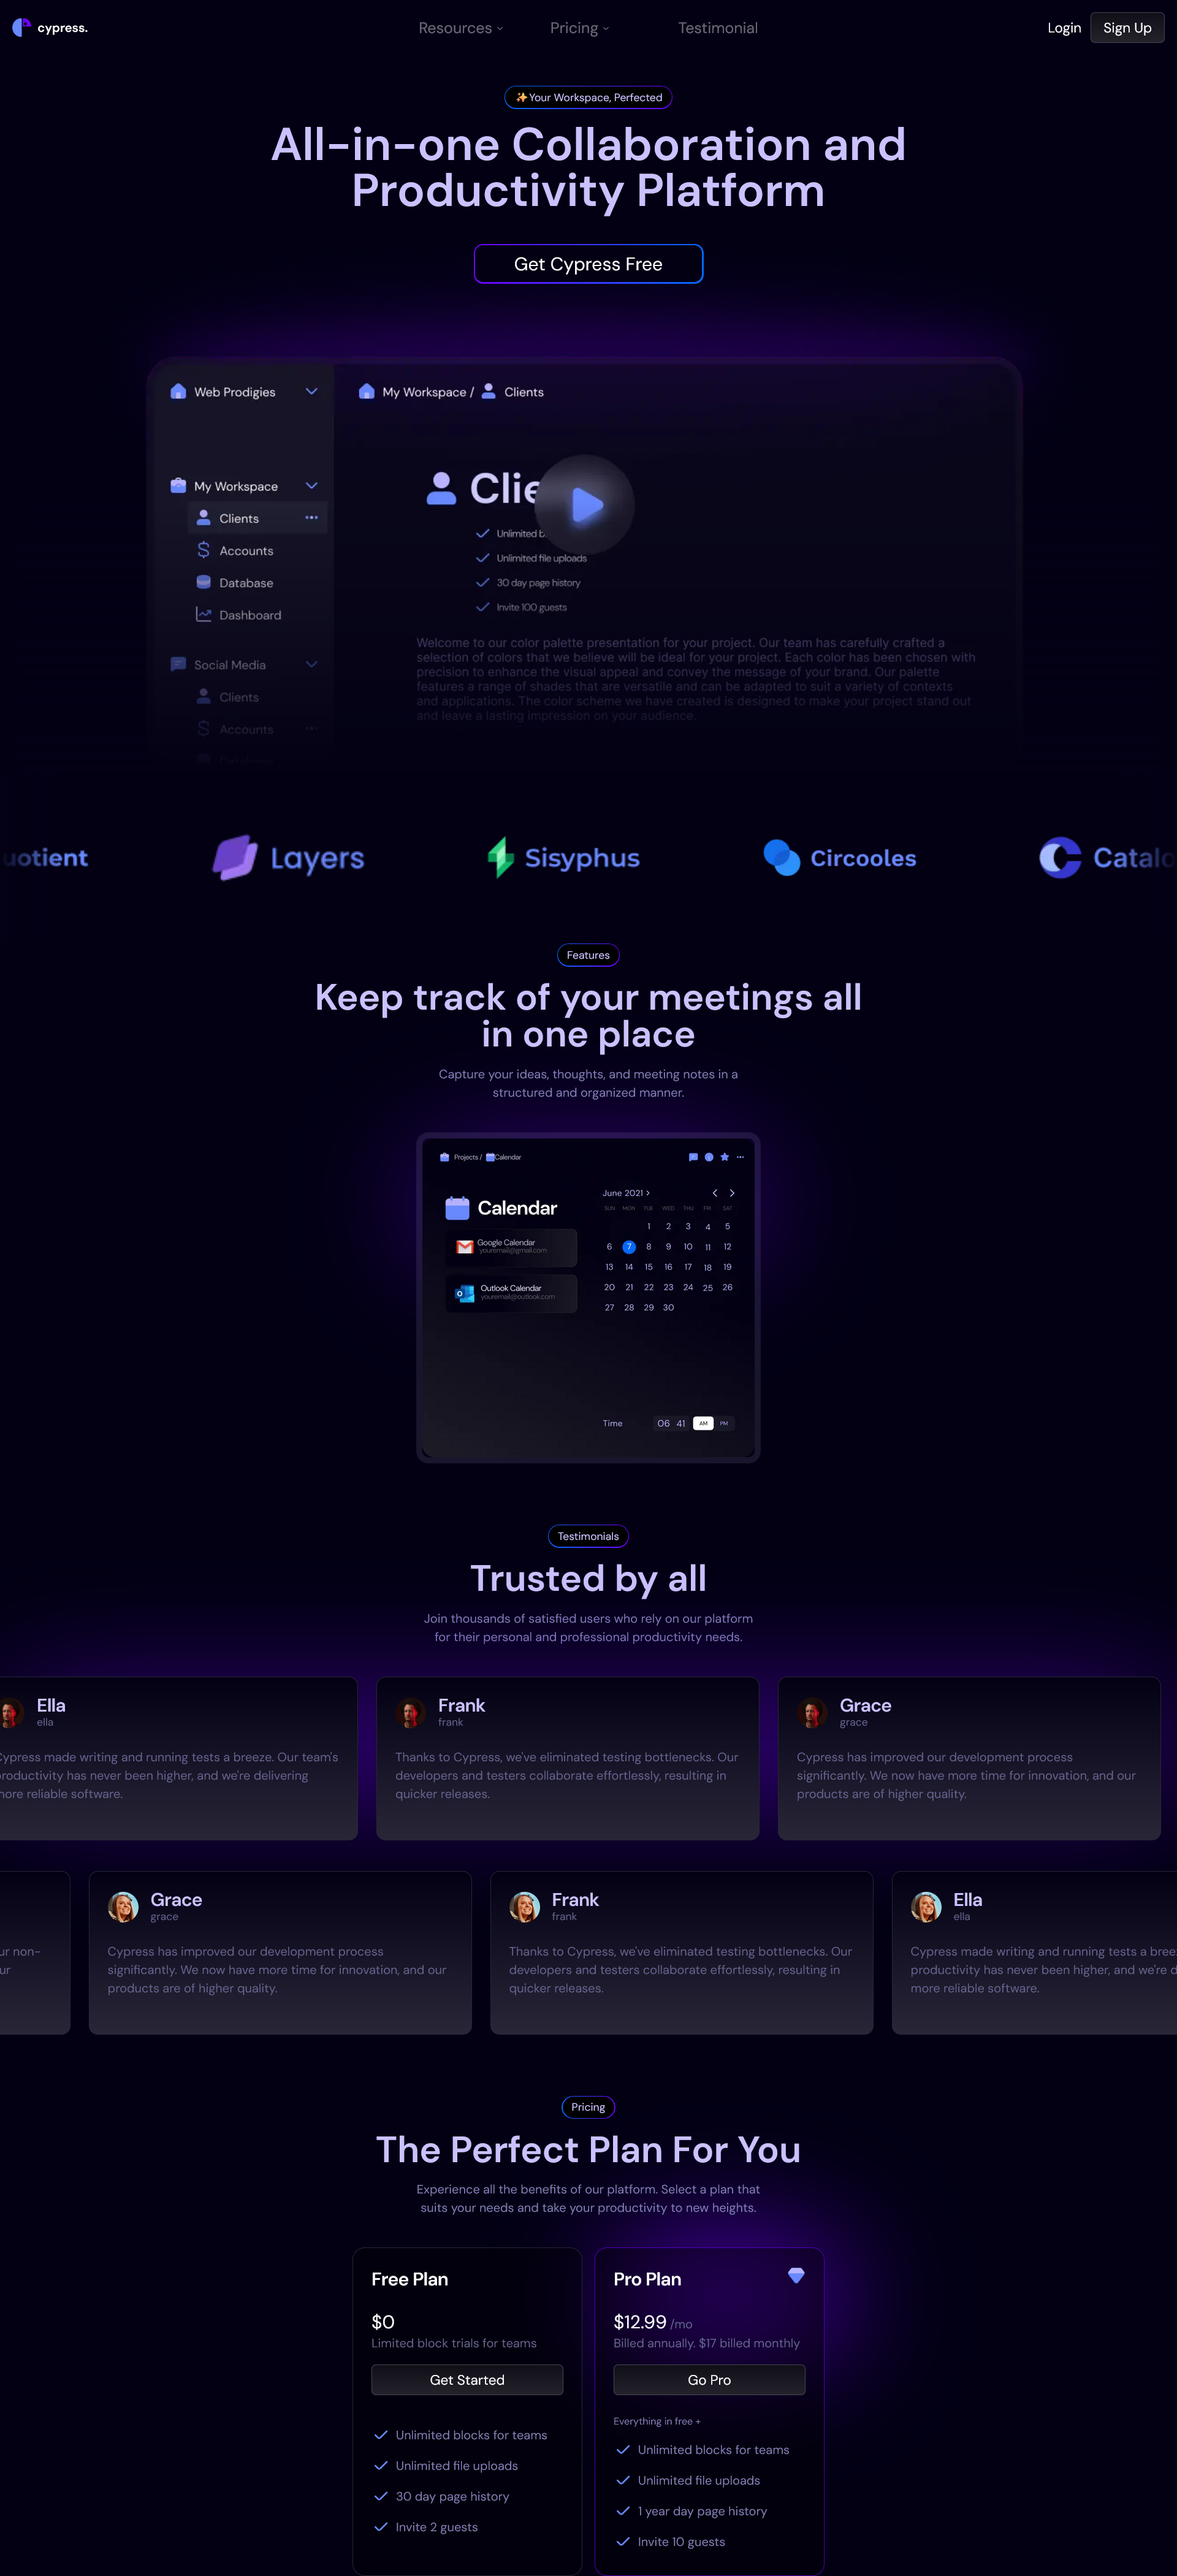 cypress.
Resources
Pricing
Testimonial
Login
Sign Up
✨Your Workspace, Perfected
All-in-one Collaboration and
Productivity Platform
Get Cypress Free
Web Prodigies
My Workspace / Clients
My Workspace
Clients
Accounts
Database
Dashboard
Social Media
Clients
Accounts
Clie
Unlimited b
Unlimited file uploads
30 day page history
Invite 100 guests
Welcome to our color palette presentation for your project. Our team has carefully crafted a
selection of colors that we believe will be ideal for your project. Each color has been chosen with
precision to enhance the visual appeal and convey the message of your brand. Our palette
features a range of shades that are versatile and can be adapted to suit a variety of contexts
and applications. The color scheme we have created is designed to make your project stand out
and leave a lasting impression on your audience.
uotient
Layers
Sisyphus
Circooles
Catalo
Features
Keep track of your meetings all
in one place
Capture your ideas, thoughts, and meeting notes in a
structured and organized manner.
Projects / Calendar
Calendar
Google Calendar
youremail@gmail.com
Outlook Calendar
youremail@outlook.com
June 2021 >
SUN MON TUE WED THU FRI SAT
1 2 3 4 5
6 7 8 9 10 11 12
13 14 15 16 17 18 19
20 21 22 23 24 25 26
27 28 29 30
Time 06 41 AM PM
Testimonials
Trusted by all
Join thousands of satisfied users who rely on our platform
for their personal and professional productivity needs.
Ella
ella
Cypress made writing and running tests a breeze. Our team's
productivity has never been higher, and we're delivering
more reliable software.
Frank
frank
Thanks to Cypress, we've eliminated testing bottlenecks. Our
developers and testers collaborate effortlessly, resulting in
quicker releases.
Grace
grace
Cypress has improved our development process
significantly. We now have more time for innovation, and our
products are of higher quality.
ur non-
ur
Grace
grace
Cypress has improved our development process
significantly. We now have more time for innovation, and our
products are of higher quality.
Frank
frank
Thanks to Cypress, we've eliminated testing bottlenecks. Our
developers and testers collaborate effortlessly, resulting in
quicker releases.
Ella
ella
Cypress made writing and running tests a bree
productivity has never been higher, and we're d
more reliable software.
Pricing
The Perfect Plan For You
Experience all the benefits of our platform. Select a plan that
suits your needs and take your productivity to new heights.
Free Plan
$0
Limited block trials for teams
Get Started
Unlimited blocks for teams
Unlimited file uploads
30 day page history
Invite 2 guests
Pro Plan
$12.99 /mo
Billed annually. $17 billed monthly
Go Pro
Everything in free +
Unlimited blocks for teams
Unlimited file uploads
1 year day page history
Invite 10 guests